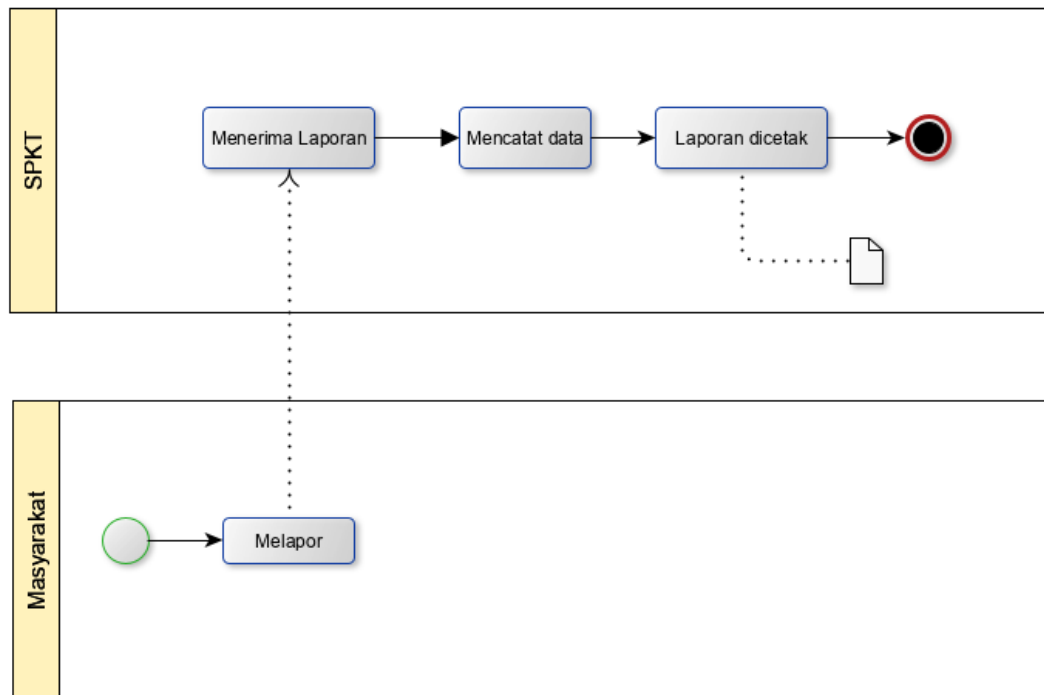 SPKT
Menerima Laporan
Mencatat data
Laporan dicetak
Masyarakat
Melapor